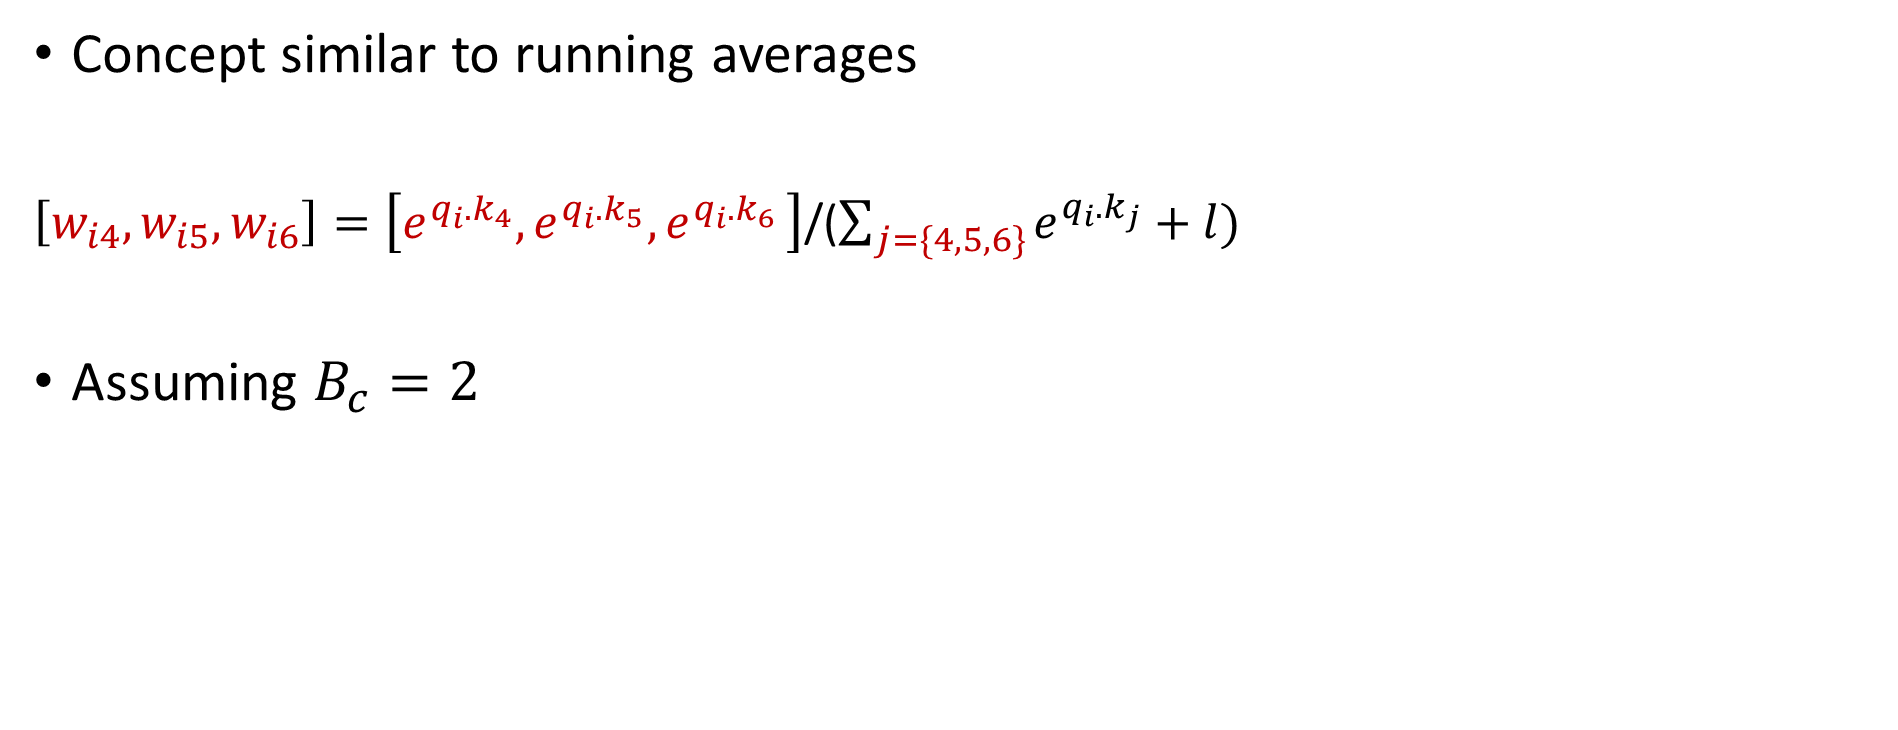 • Concept similar to running averages
[w_{i4}, w_{i5}, w_{i6}] = [e^{q_i.k_4}, e^{q_i.k_5}, e^{q_i.k_6}]/(∑_{j={4,5,6}} e^{q_i.k_j} + l)
• Assuming B_c = 2